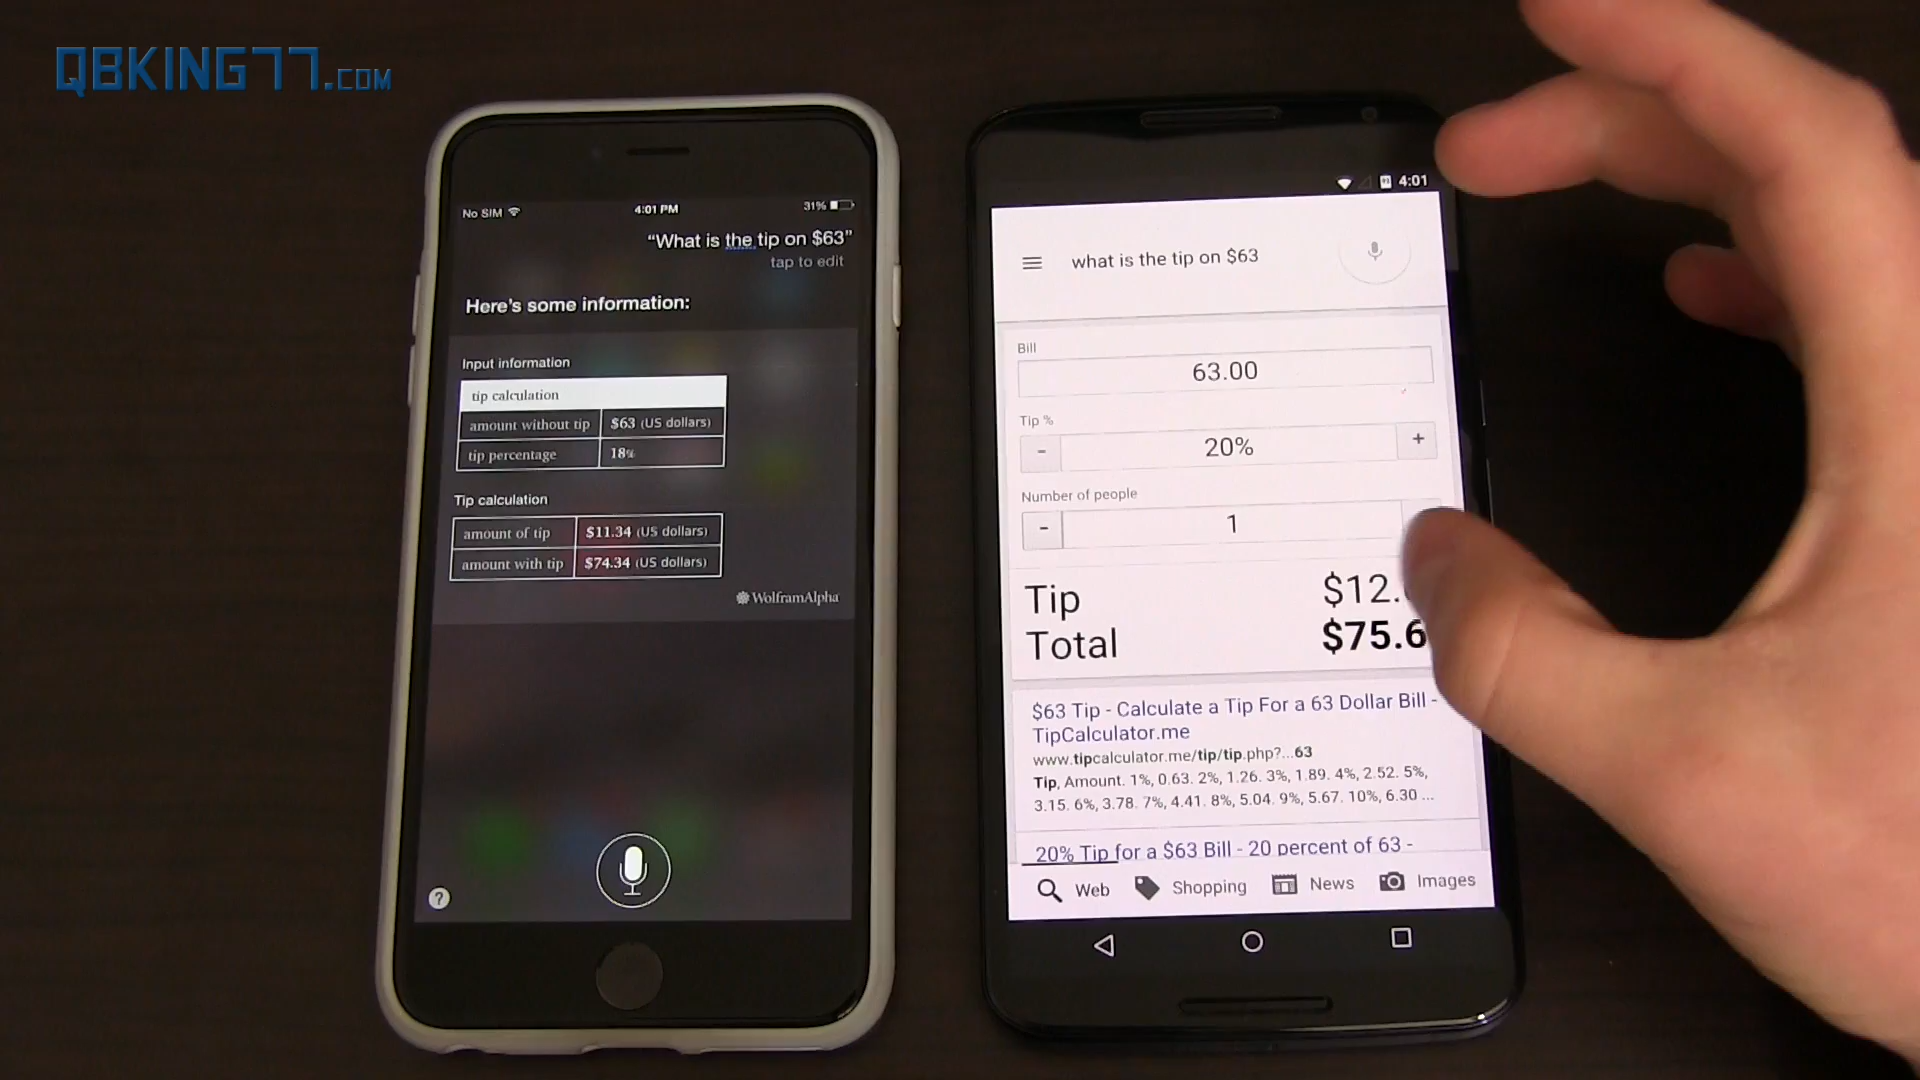 QBKING77.COM
No SIM
4:01 PM
31%
“What is the tip on $63”
tap to edit
Here's some information:
Input information
tip calculation
amount without tip $63 (US dollars)
tip percentage 18%
Tip calculation
amount of tip $11.34 (US dollars)
amount with tip $74.34 (US dollars)
WolframAlpha
?
4:01
what is the tip on $63
Bill
63.00
Tip %
- 20% +
Number of people
- 1
Tip $12.
Total $75.6
$63 Tip - Calculate a Tip For a 63 Dollar Bill -
TipCalculator.me
www.tipcalculator.me/tip/tip.php?...63
Tip, Amount. 1%, 0.63. 2%, 1.26. 3%, 1.89. 4%, 2.52. 5%,
3.15. 6%, 3.78. 7%, 4.41. 8%, 5.04. 9%, 5.67. 10%, 6.30 ...
20% Tip for a $63 Bill - 20 percent of 63 -
Web Shopping News Images